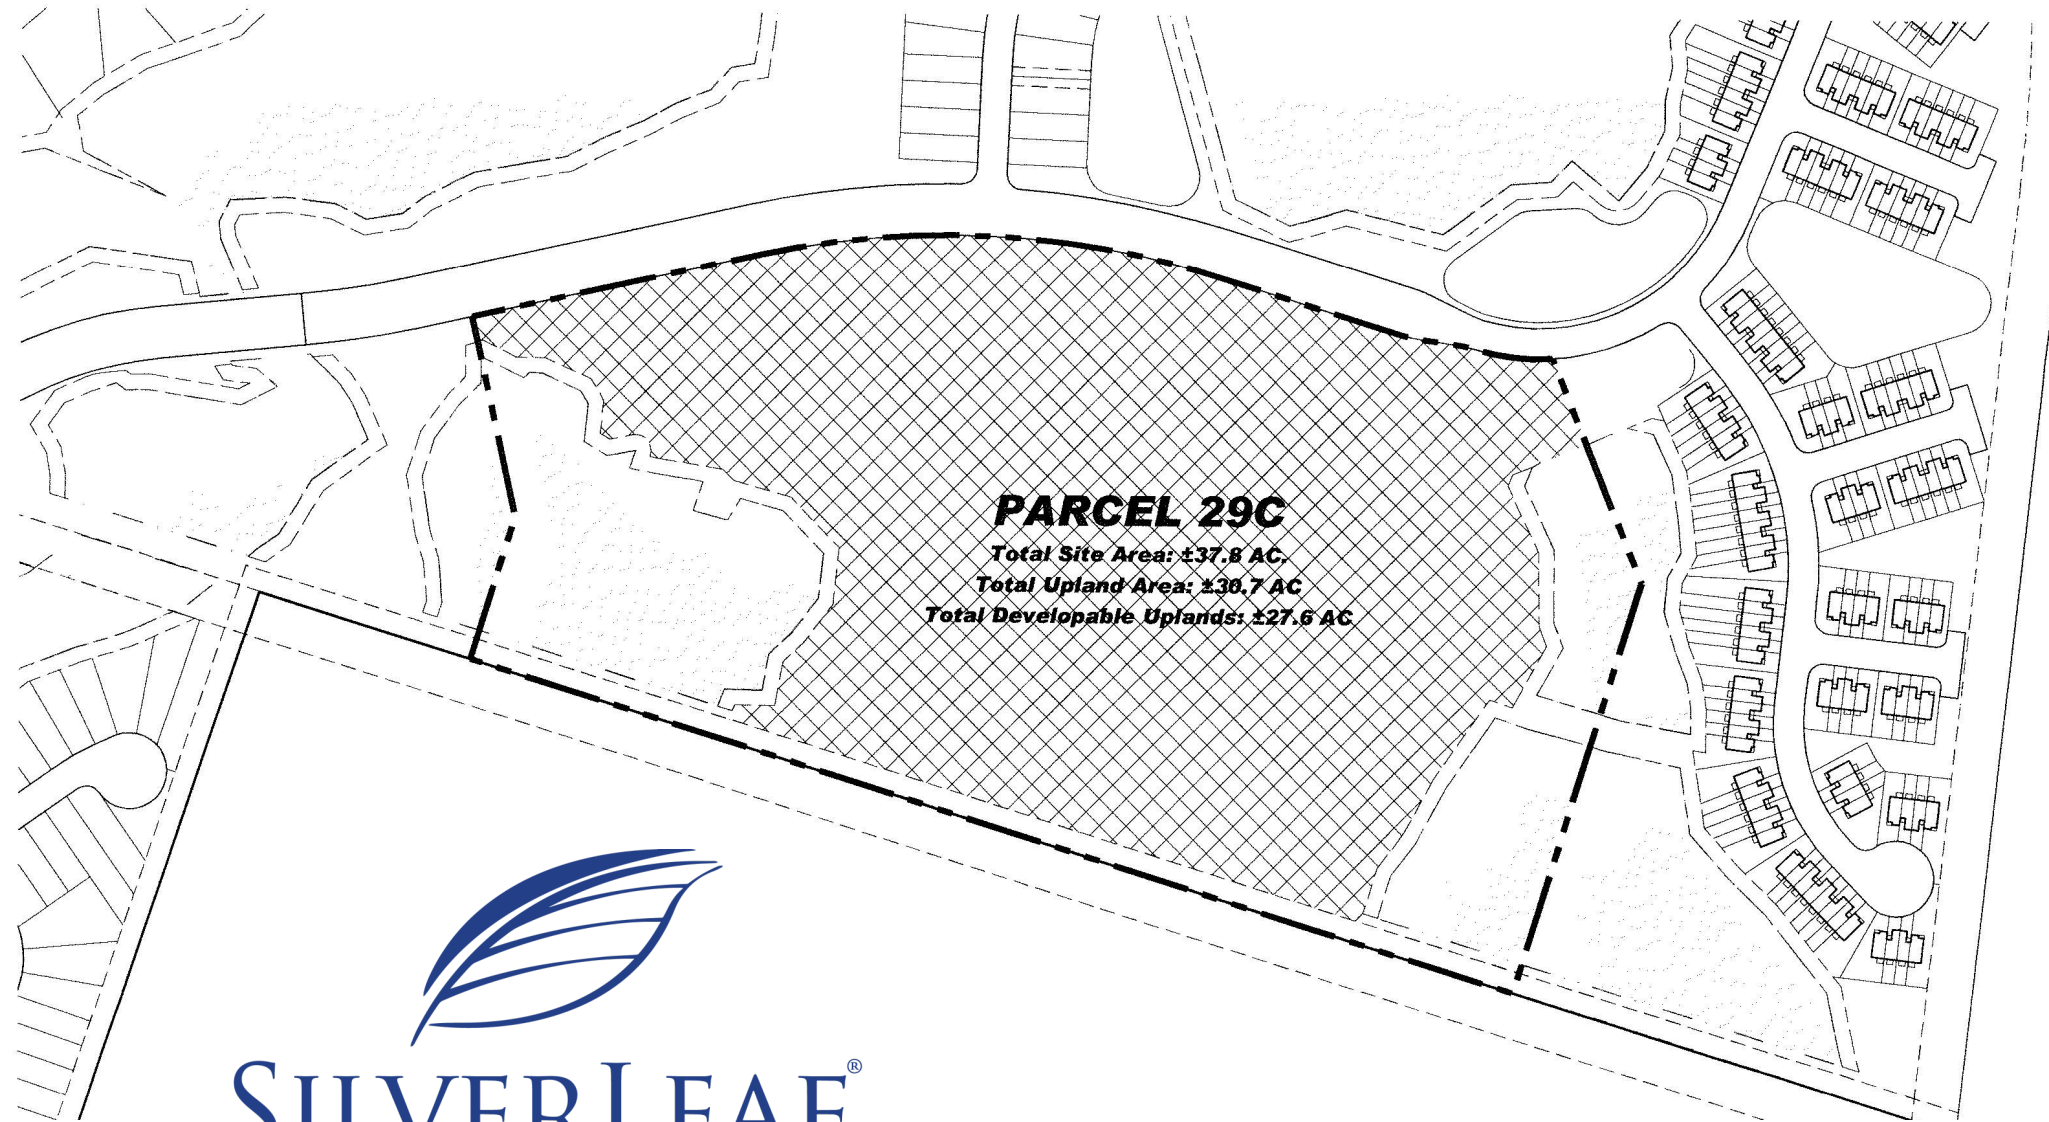 PARCEL 29C
Total Site Area: ±37.8 AC.
Total Upland Area: ±30.7 AC
Total Developable Uplands: ±27.6 AC
SILVERLEAF®